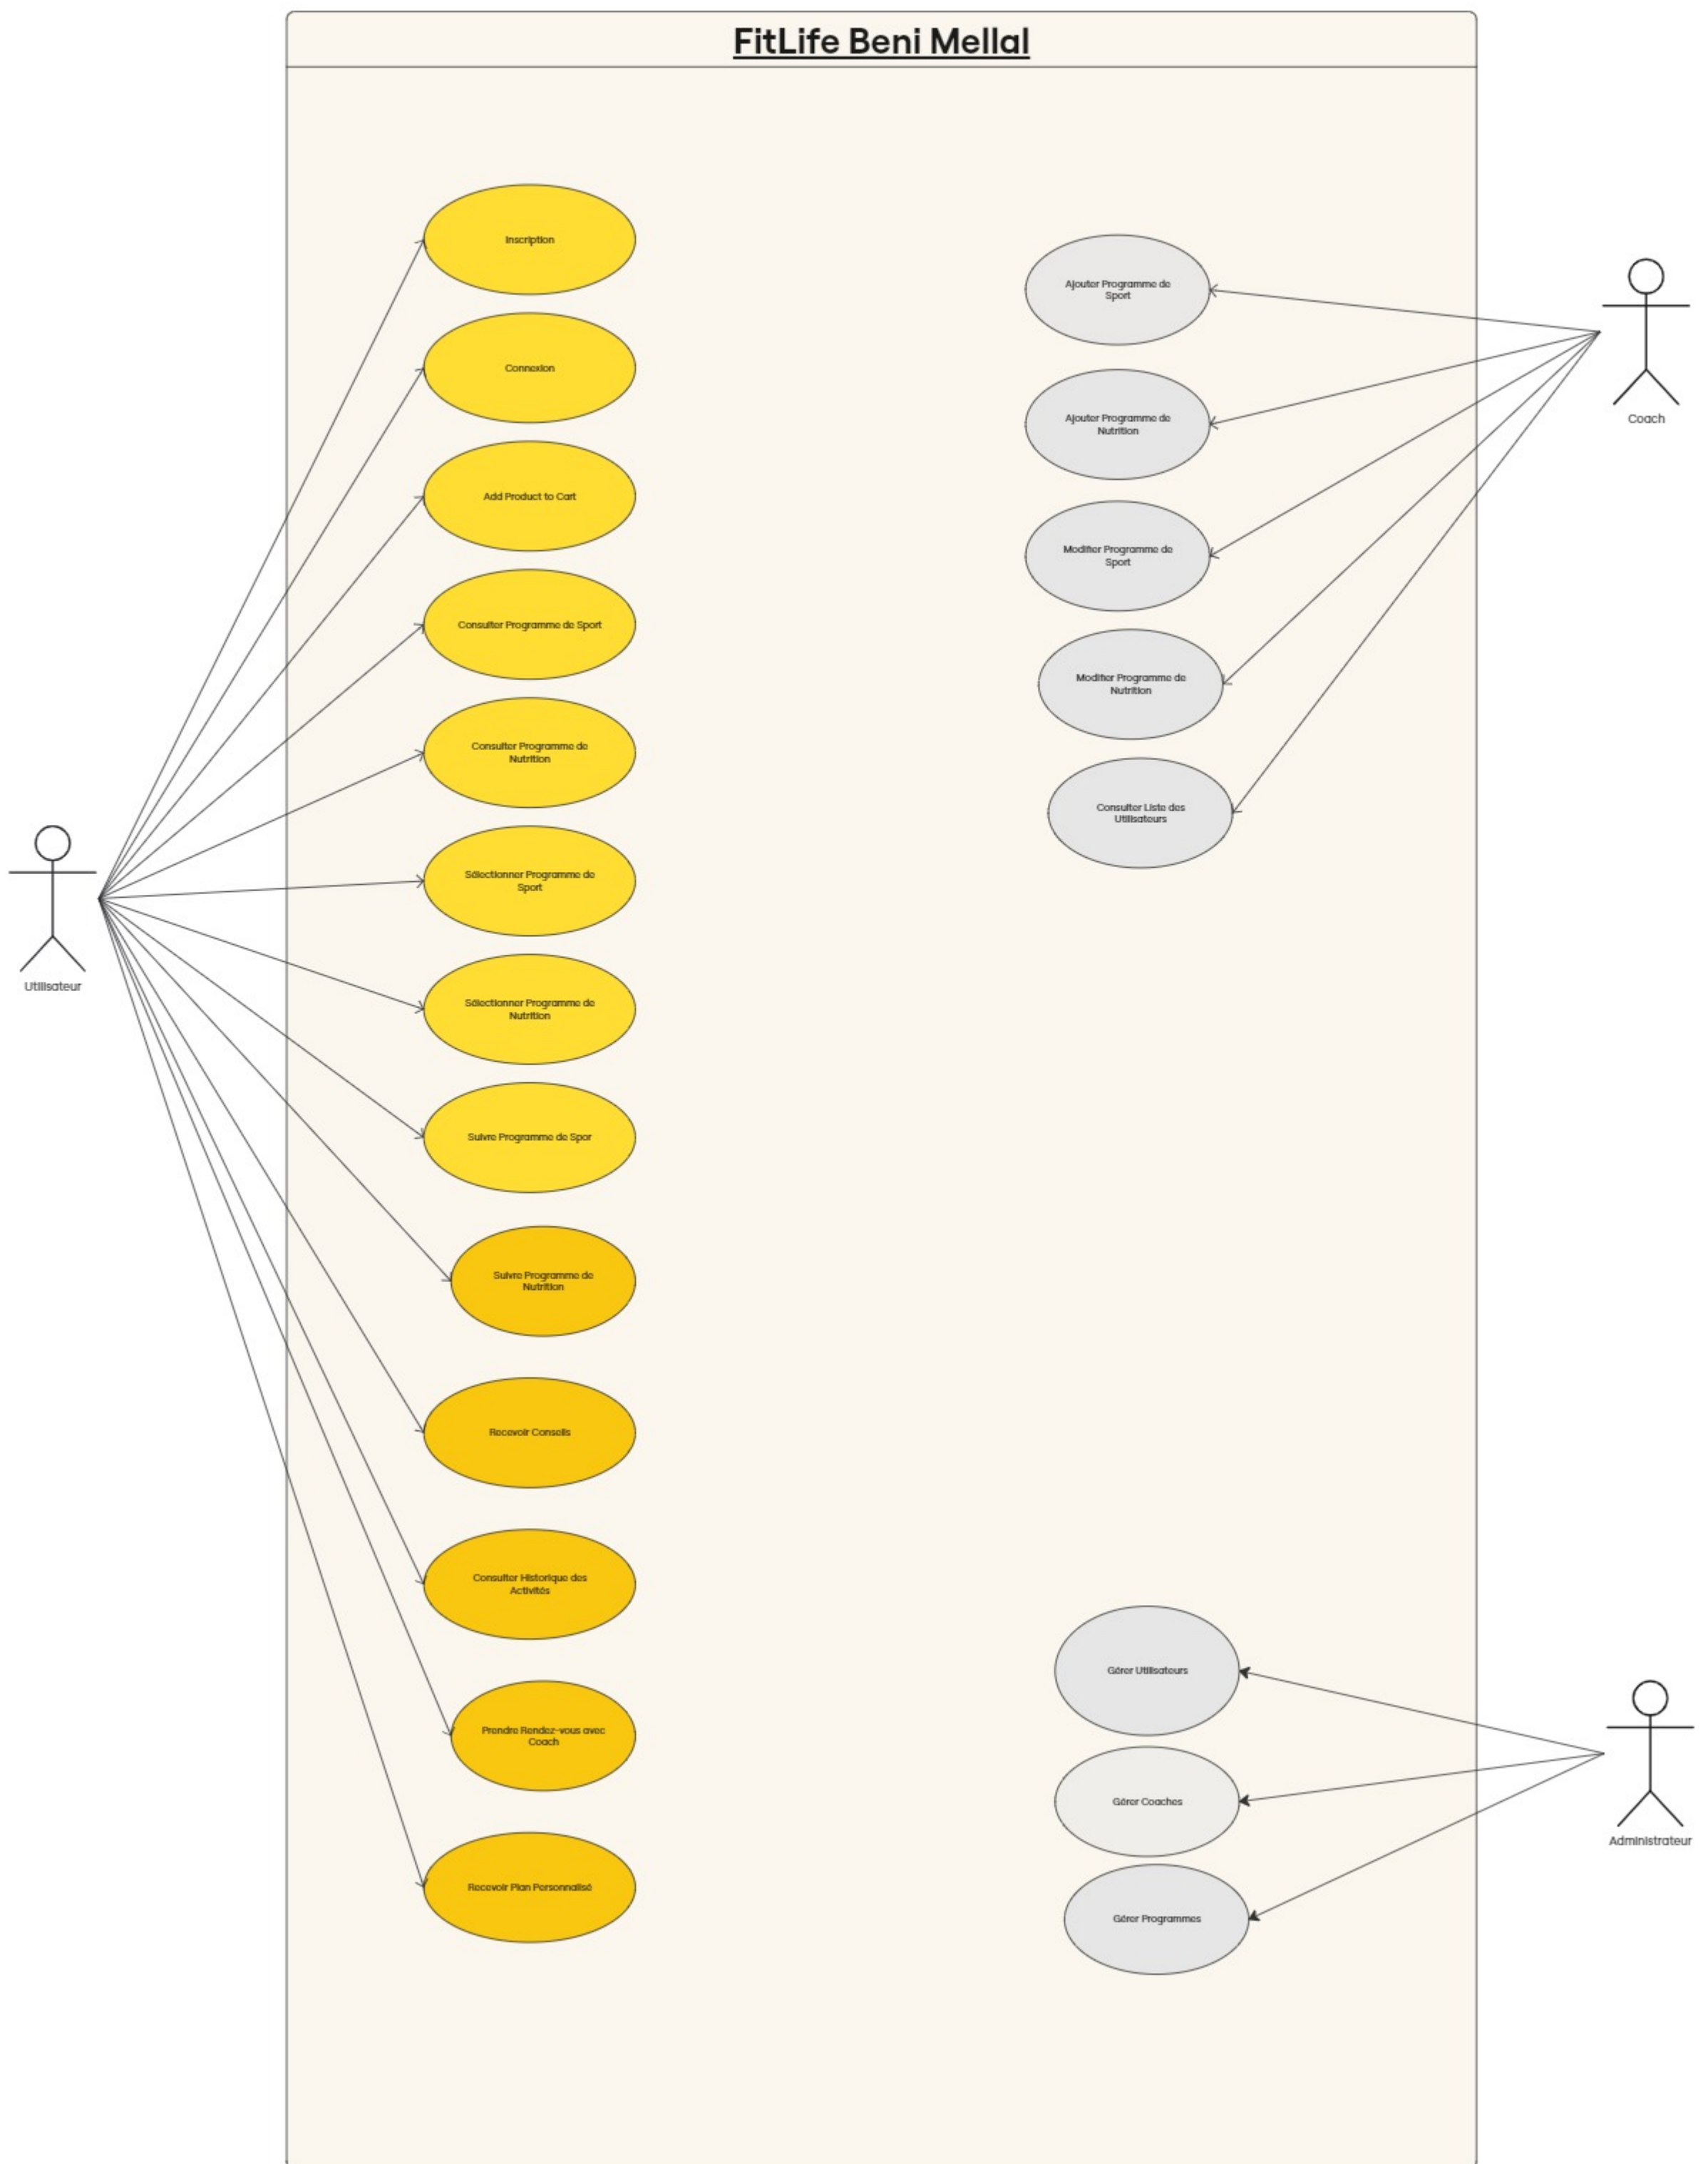 FitLife Beni Mellal
Inscription
Connexion
Add Product to Cart
Consulter Programme de Sport
Consulter Programme de
Nutrition
Sélectionner Programme de
Sport
Sélectionner Programme de
Nutrition
Suivre Programme de Spor
Suivre Programme de
Nutrition
Recevoir Conseils
Consulter Historique des
Activités
Prendre Rendez-vous avec
Coach
Recevoir Plan Personnalisé
Utilisateur
Ajouter Programme de
Sport
Ajouter Programme de
Nutrition
Modifier Programme de
Sport
Modifier Programme de
Nutrition
Consulter Liste des
Utilisateurs
Coach
Gérer Utilisateurs
Gérer Coaches
Gérer Programmes
Administrateur